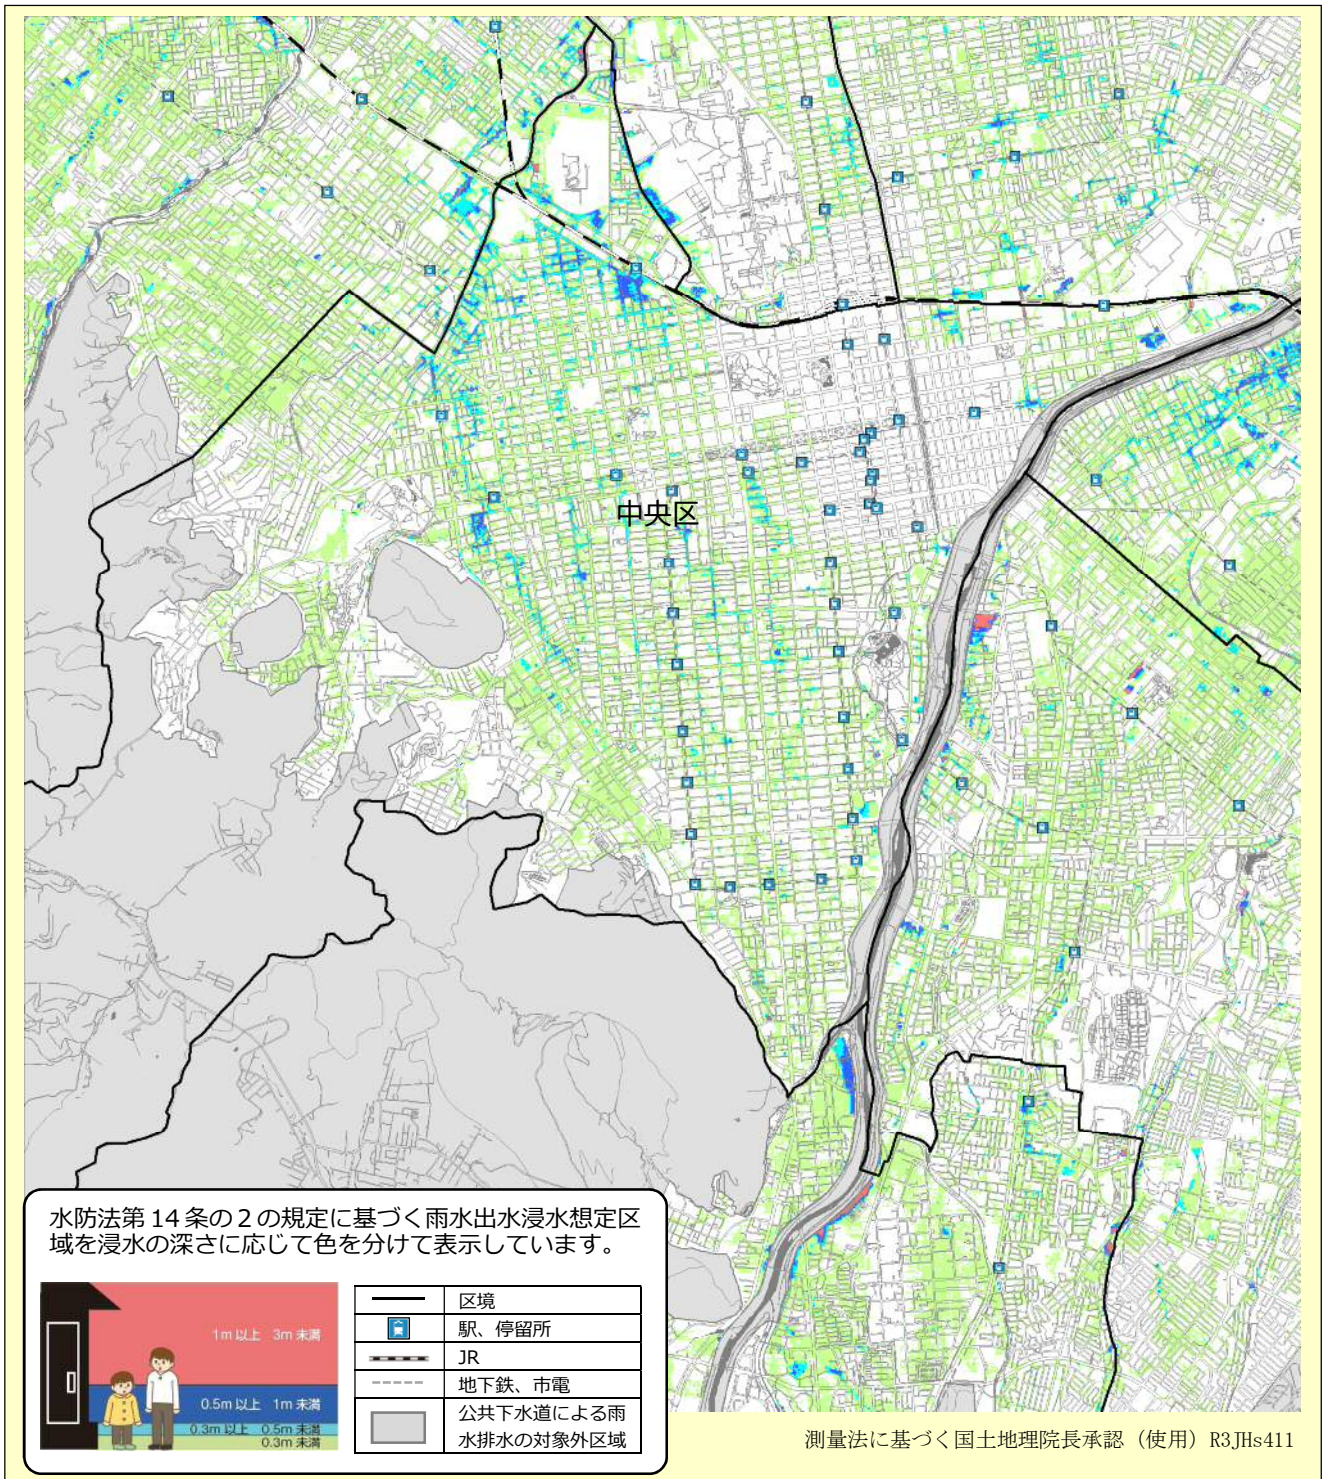 中央区
水防法第14条の2の規定に基づく雨水出水浸水想定区
域を浸水の深さに応じて色を分けて表示しています。
1m以上 3m未満
0.5m以上 1m未満
0.3m以上 0.5m未満
0.3m未満
区境
駅、停留所
JR
地下鉄、市電
公共下水道による雨
水排水の対象外区域
測量法に基づく国土地理院長承認（使用）R3JHs411